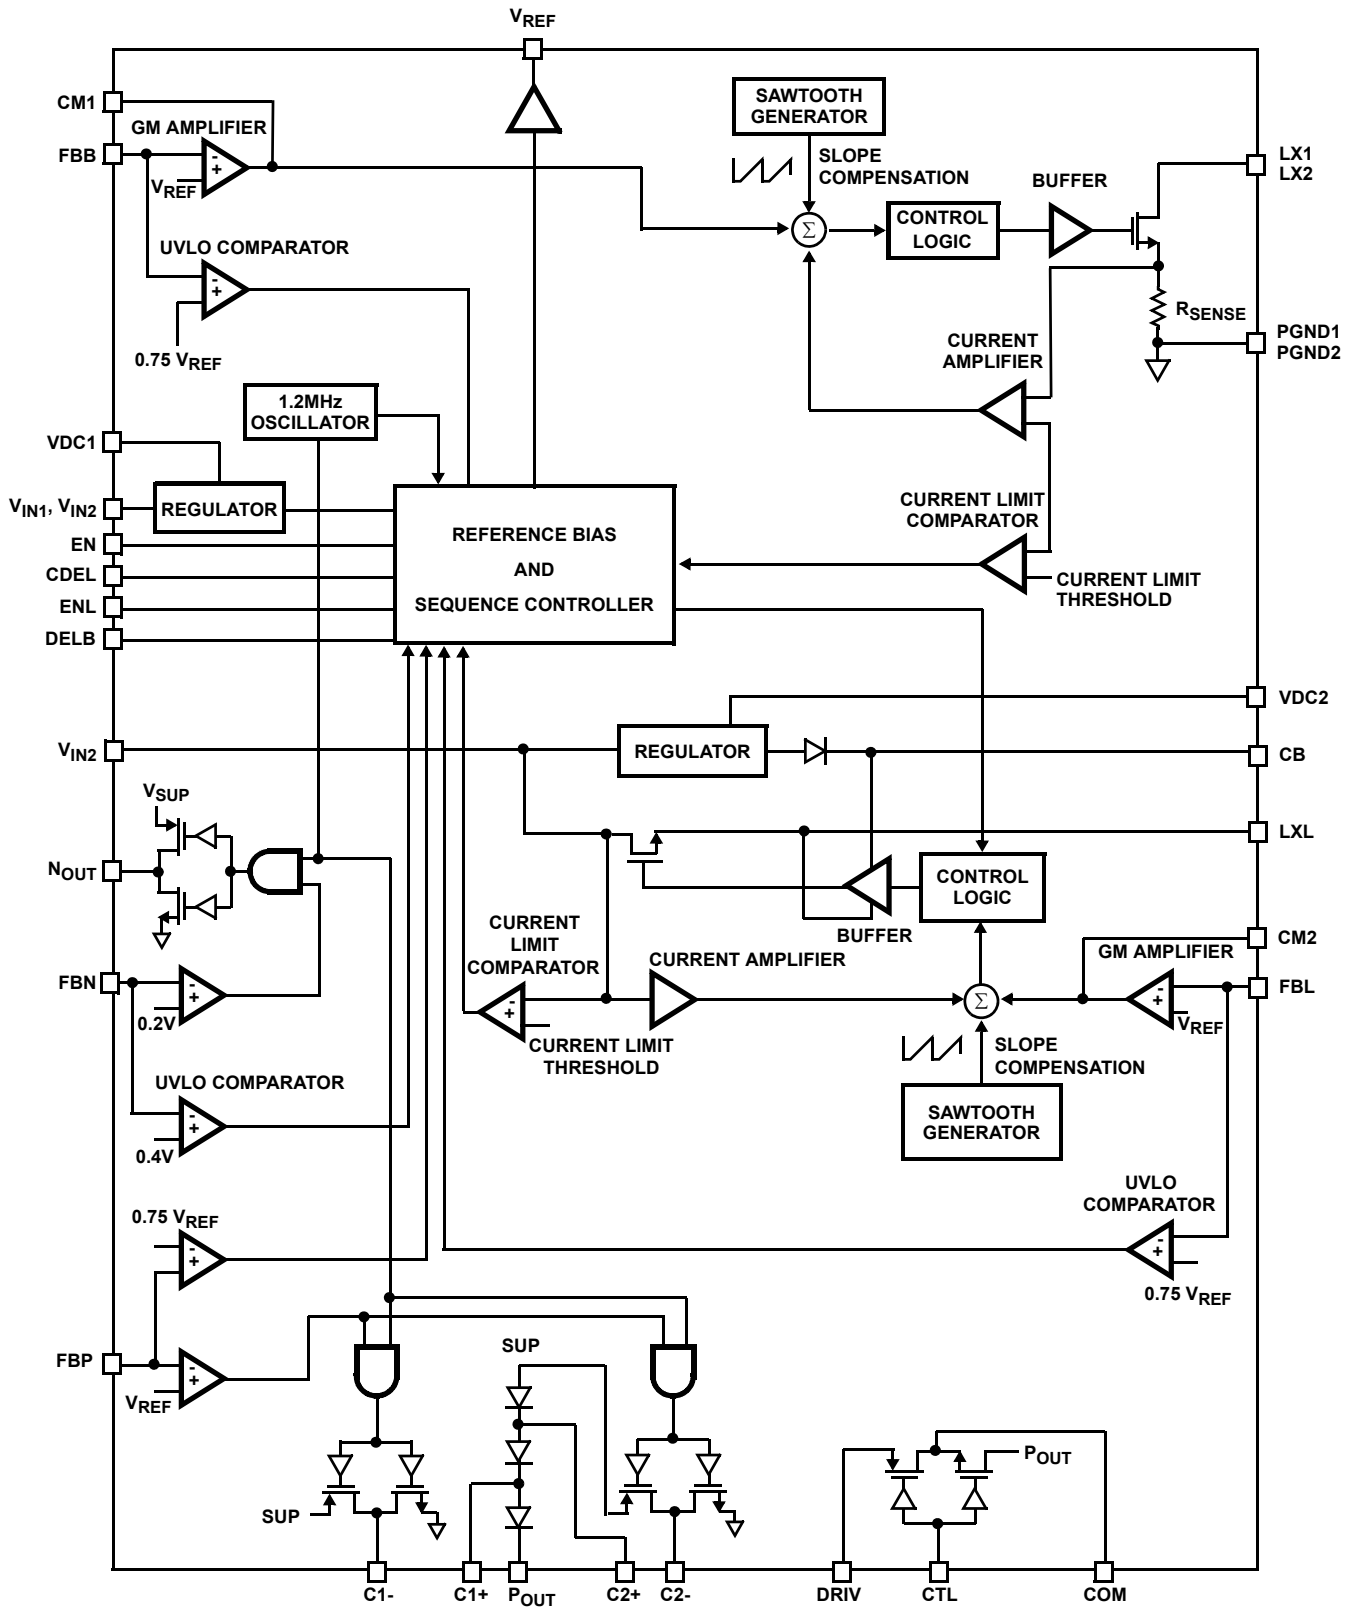 VREF
CM1
GM AMPLIFIER
FBB
-
+
VREF
UVLO COMPARATOR
-
+
0.75 VREF
SAWTOOTH
GENERATOR
SLOPE
COMPENSATION
Σ
CONTROL
LOGIC
BUFFER
LX1
LX2
RSENSE
PGND1
PGND2
CURRENT
AMPLIFIER
1.2MHz
OSCILLATOR
VDC1
VIN1, VIN2
REGULATOR
EN
CDEL
ENL
DELB
REFERENCE BIAS
AND
SEQUENCE CONTROLLER
CURRENT LIMIT
COMPARATOR
CURRENT LIMIT
THRESHOLD
VDC2
VIN2
REGULATOR
CB
VSUP
NOUT
LXL
CONTROL
LOGIC
BUFFER
CURRENT
LIMIT
COMPARATOR
-
+
CURRENT LIMIT
THRESHOLD
CURRENT AMPLIFIER
Σ
GM AMPLIFIER
CM2
FBL
-
+
VREF
FBN
-
+
0.2V
SLOPE
COMPENSATION
SAWTOOTH
GENERATOR
UVLO COMPARATOR
-
+
0.4V
UVLO
COMPARATOR
-
+
0.75 VREF
0.75 VREF
-
+
FBP
-
+
VREF
SUP
SUP
POUT
C1-
C1+
POUT
C2+
C2-
DRIV
CTL
COM